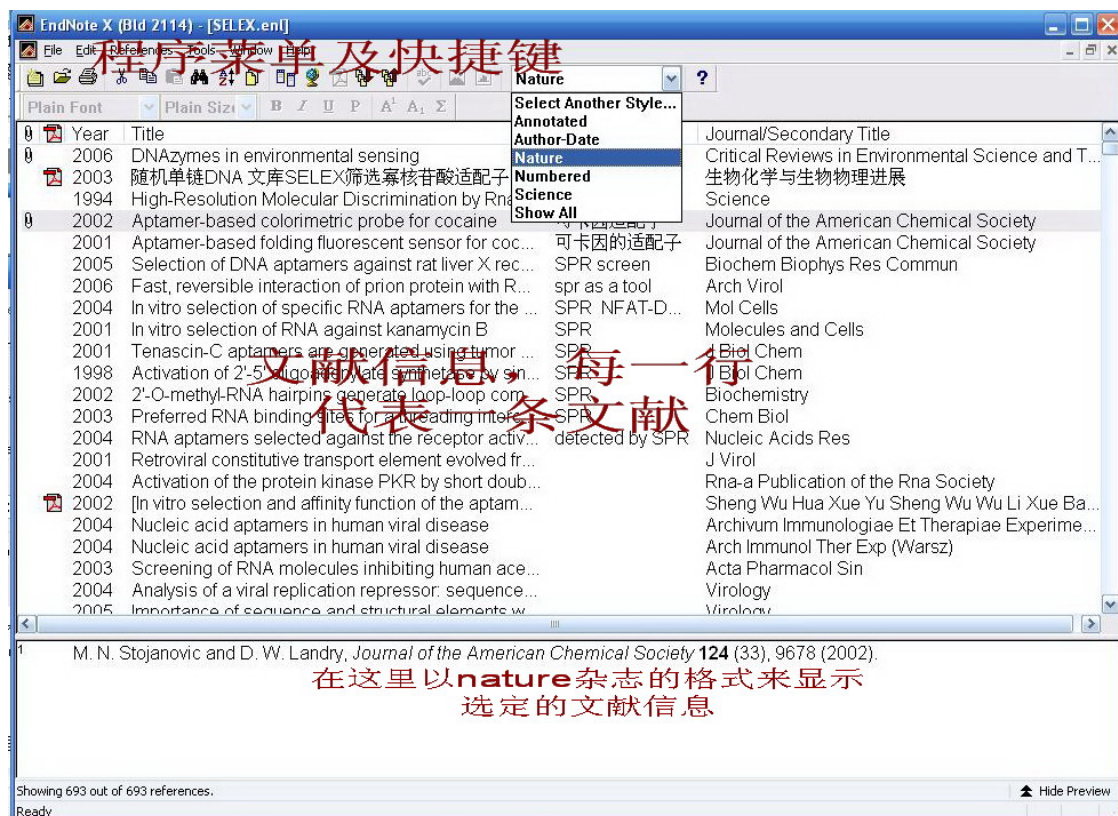 EndNote X (Bld 2114) - [SELEX.enl]
File Edit References Tools Window Help
程序菜单及快捷键
Nature
Plain Font Plain Siz B I U P A¹ A₁ Σ
Select Another Style...
Annotated
Author-Date
Nature
Numbered
Science
Show All
Year Title Journal/Secondary Title
2006 DNAzymes in environmental sensing Critical Reviews in Environmental Science and T...
2003 随机单链DNA 文库SELEX筛选寡核苷酸适配子 生物化学与生物物理进展
1994 High-Resolution Molecular Discrimination by Rna Science
2002 Aptamer-based colorimetric probe for cocaine 可卡因适配子 Journal of the American Chemical Society
2001 Aptamer-based folding fluorescent sensor for coc... 可卡因的适配子 Journal of the American Chemical Society
2005 Selection of DNA aptamers against rat liver X rec... SPR screen Biochem Biophys Res Commun
2006 Fast, reversible interaction of prion protein with R... spr as a tool Arch Virol
2004 In vitro selection of specific RNA aptamers for the ... SPR NFAT-D... Mol Cells
2001 In vitro selection of RNA against kanamycin B SPR Molecules and Cells
2001 Tenascin-C aptamers are generated using tumor ... SPR J Biol Chem
1998 Activation of 2'-5' oligoadenylate synthetase by sin... SPR J Biol Chem
文献信息，每一行
2002 2'-O-methyl-RNA hairpins generate loop-loop com... SPR Biochemistry
2003 Preferred RNA binding sites for a threading interc... SPR Chem Biol
代表一条文献
2004 RNA aptamers selected against the receptor activ... detected by SPR Nucleic Acids Res
2001 Retroviral constitutive transport element evolved fr... J Virol
2004 Activation of the protein kinase PKR by short doub... Rna-a Publication of the Rna Society
2002 [In vitro selection and affinity function of the aptam... Sheng Wu Hua Xue Yu Sheng Wu Wu Li Xue Ba...
2004 Nucleic acid aptamers in human viral disease Archivum Immunologiae Et Therapiae Experime...
2004 Nucleic acid aptamers in human viral disease Arch Immunol Ther Exp (Warsz)
2003 Screening of RNA molecules inhibiting human ace... Acta Pharmacol Sin
2004 Analysis of a viral replication repressor: sequence... Virology
2005 Importance of sequence and structural elements w... Virology
1 M. N. Stojanovic and D. W. Landry, Journal of the American Chemical Society 124 (33), 9678 (2002).
在这里以nature杂志的格式来显示
选定的文献信息
Showing 693 out of 693 references. Hide Preview
Ready